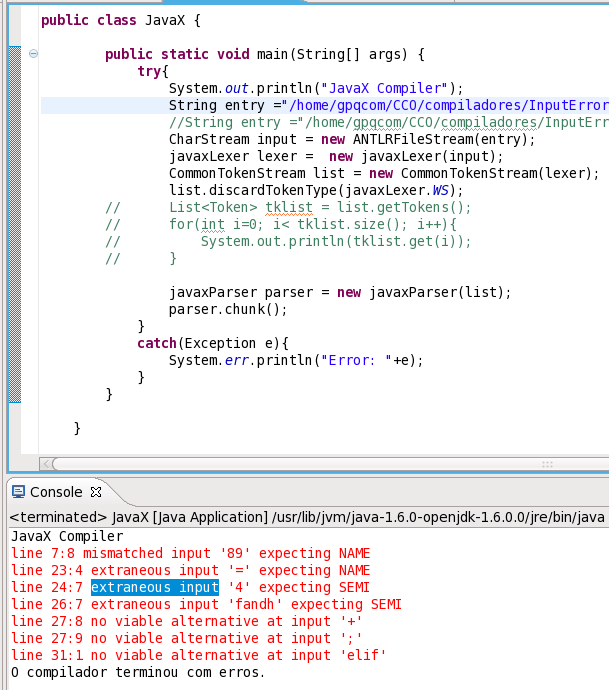 public class JavaX {
public static void main(String[] args) {
try{
System.out.println("JavaX Compiler");
String entry ="/home/gpqcom/CCO/compiladores/InputError
//String entry ="/home/gpqcom/CCO/compiladores/InputErr
CharStream input = new ANTLRFileStream(entry);
javaxLexer lexer =  new javaxLexer(input);
CommonTokenStream list = new CommonTokenStream(lexer);
list.discardTokenType(javaxLexer.WS);
//      List<Token> tklist = list.getTokens();
//      for(int i=0; i< tklist.size(); i++){
//          System.out.println(tklist.get(i));
//      }
javaxParser parser = new javaxParser(list);
parser.chunk();
}
catch(Exception e){
System.err.println("Error: "+e);
}
}
}
Console
<terminated> JavaX [Java Application] /usr/lib/jvm/java-1.6.0-openjdk-1.6.0.0/jre/bin/java
JavaX Compiler
line 7:8 mismatched input '89' expecting NAME
line 23:4 extraneous input '=' expecting NAME
line 24:7 extraneous input '4' expecting SEMI
line 26:7 extraneous input 'fandh' expecting SEMI
line 27:8 no viable alternative at input '+'
line 27:9 no viable alternative at input ';'
line 31:1 no viable alternative at input 'elif'
O compilador terminou com erros.